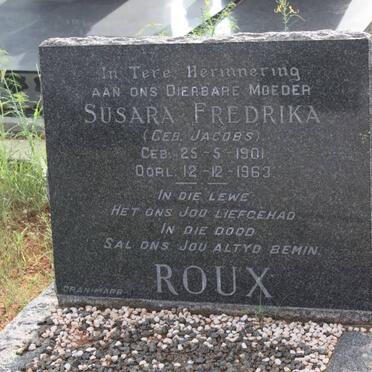 In Tere Herinnering
AAN ONS DIERBARE MOEDER
SUSARA FREDRIKA
(GEB. JACOBS)
GEB. 25-5-1901
OORL. 12-12-1963
IN DIE LEWE
HET ONS JOU LIEFGEHAD
IN DIE DOOD
SAL ONS JOU ALTYD BEMIN.
ROUX
GRANIMARB